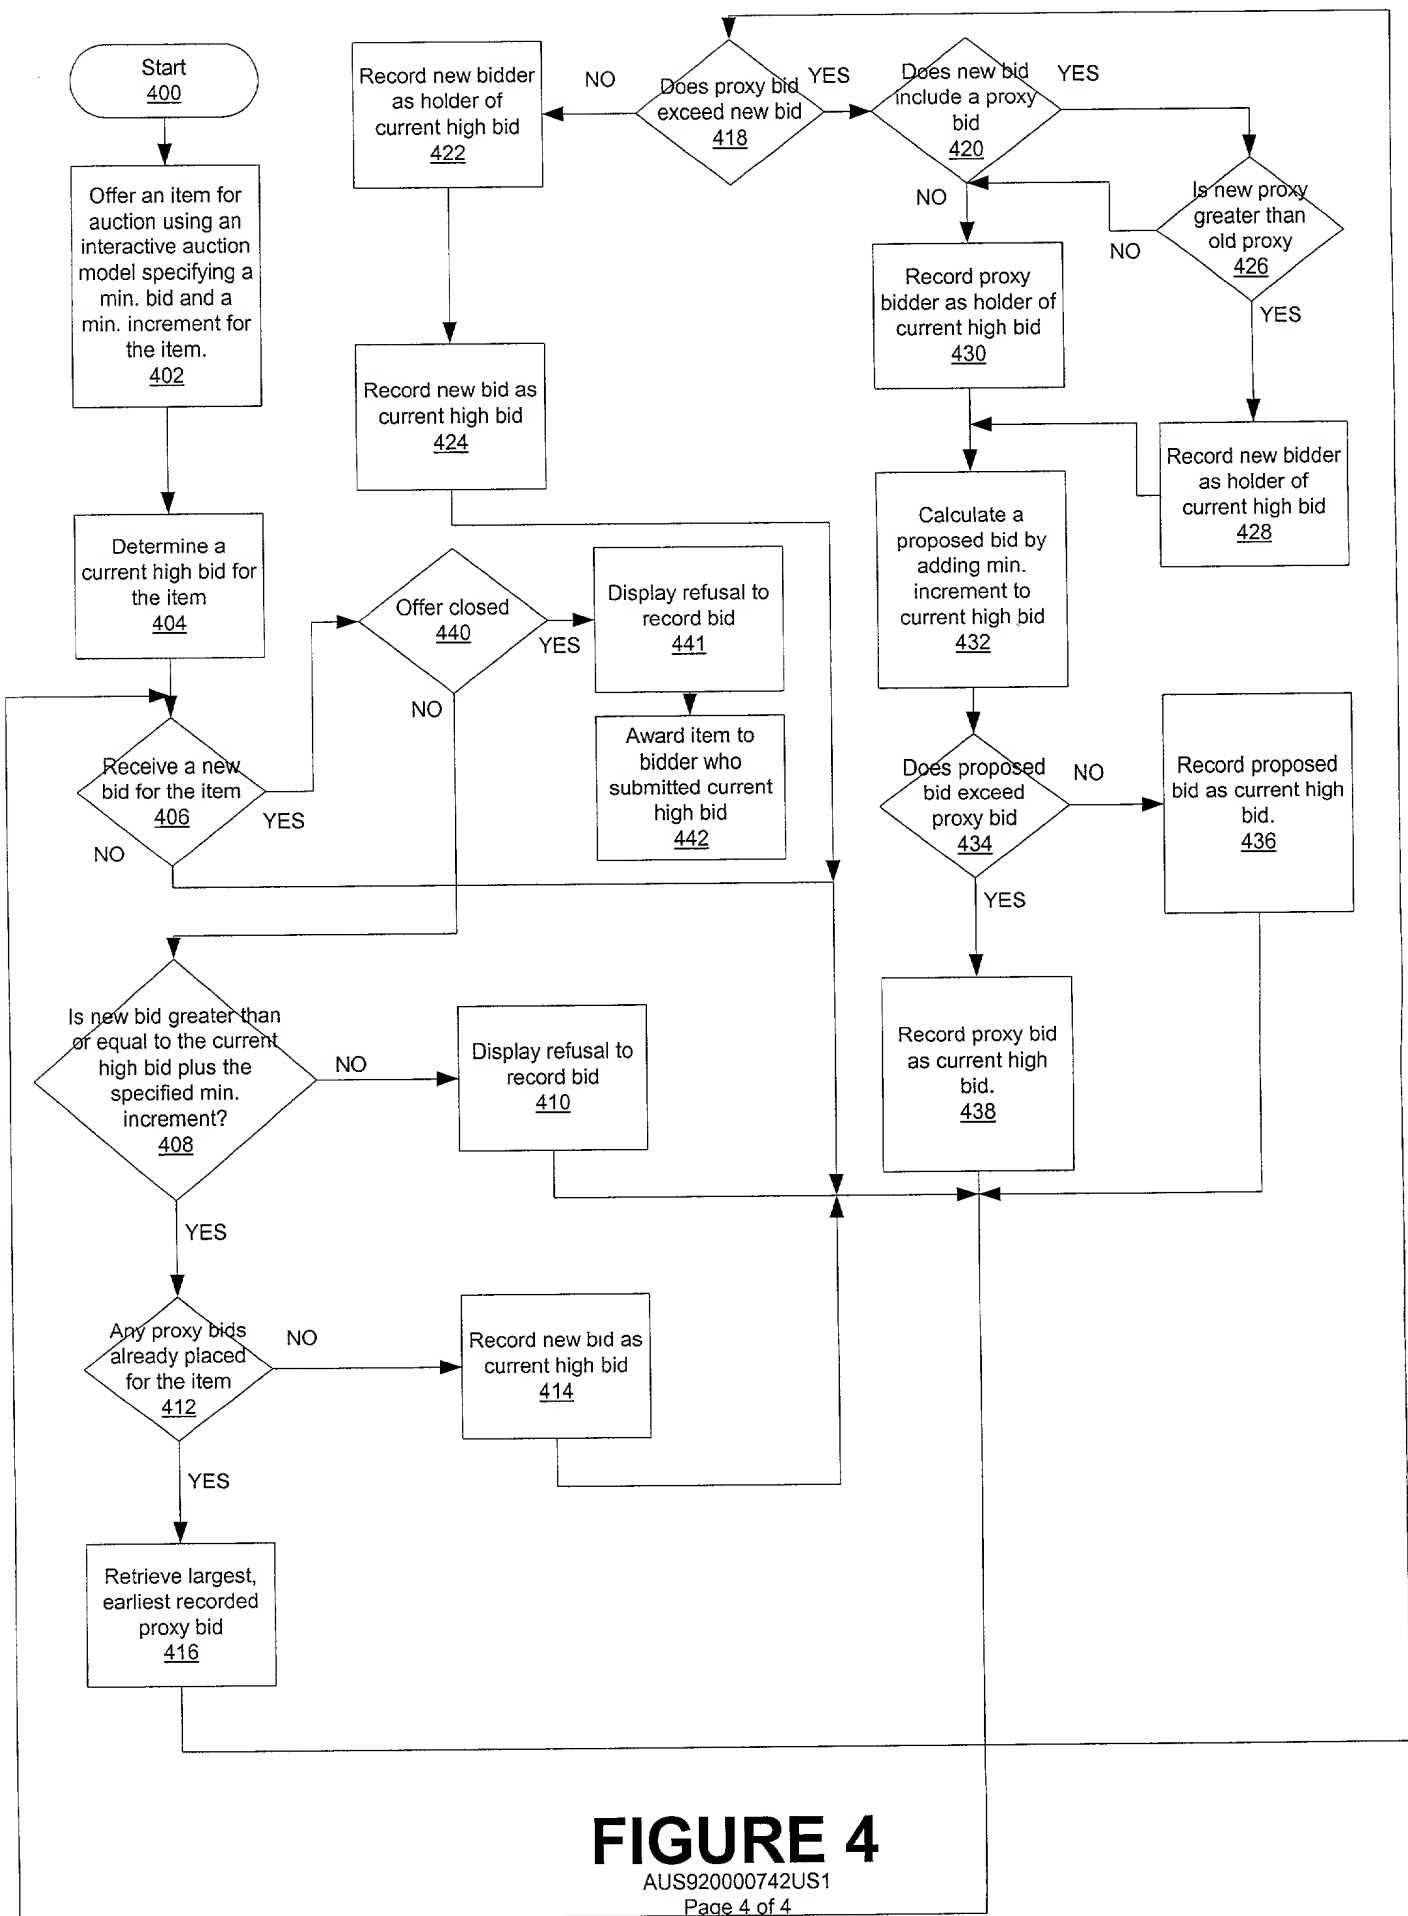 Start
400
Offer an item for
auction using an
interactive auction
model specifying a
min. bid and a
min. increment for
the item.
402
Determine a
current high bid for
the item
404
Receive a new
bid for the item
406
YES
NO
Is new bid greater than
or equal to the current
high bid plus the
specified min.
increment?
408
NO
YES
Display refusal to
record bid
410
Any proxy bids
already placed
for the item
412
NO
YES
Record new bid as
current high bid
414
Retrieve largest,
earliest recorded
proxy bid
416
Record new bidder
as holder of
current high bid
422
Record new bid as
current high bid
424
Offer closed
440
YES
NO
Display refusal to
record bid
441
Award item to
bidder who
submitted current
high bid
442
NO
Does proxy bid
exceed new bid
418
YES
Does new bid
include a proxy
bid
420
YES
NO
Is new proxy
greater than
old proxy
426
NO
YES
Record proxy
bidder as holder of
current high bid
430
Record new bidder
as holder of
current high bid
428
Calculate a
proposed bid by
adding min.
increment to
current high bid
432
Does proposed
bid exceed
proxy bid
434
NO
YES
Record proposed
bid as current high
bid.
436
Record proxy bid
as current high
bid.
438
FIGURE 4
AUS920000742US1
Page 4 of 4